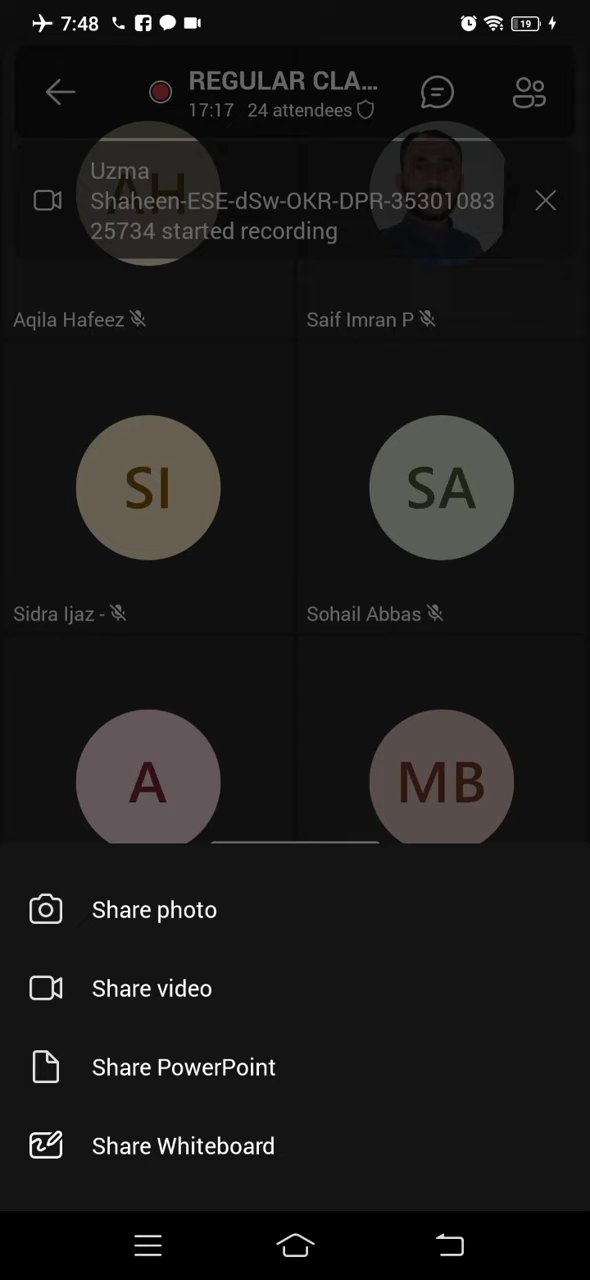 7:48
19
REGULAR CLA...
17:17 24 attendees
AH
Uzma
Shaheen-ESE-dSw-OKR-DPR-35301083
25734 started recording
Aqila Hafeez
Saif Imran P
SI
SA
Sidra Ijaz -
Sohail Abbas
A
MB
Share photo
Share video
Share PowerPoint
Share Whiteboard